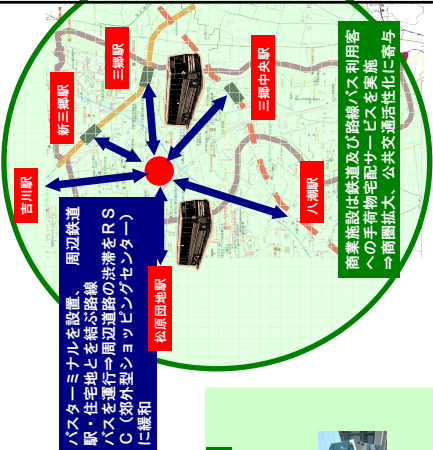 バスターミナルを設置、　周辺鉄道
駅・住宅地とを結ぶ路線
バスを運行⇒周辺道路の渋滞をＲＳ
Ｃ（郊外型ショッピングセンター）
に緩和
吉川駅
新三郷駅
三郷駅
三郷中央駅
八潮駅
松原団地駅
商業施設は鉄道及び路線バス利用客
への手荷物宅配サービスを実施
⇒商圏拡大、公共交通活性化に寄与